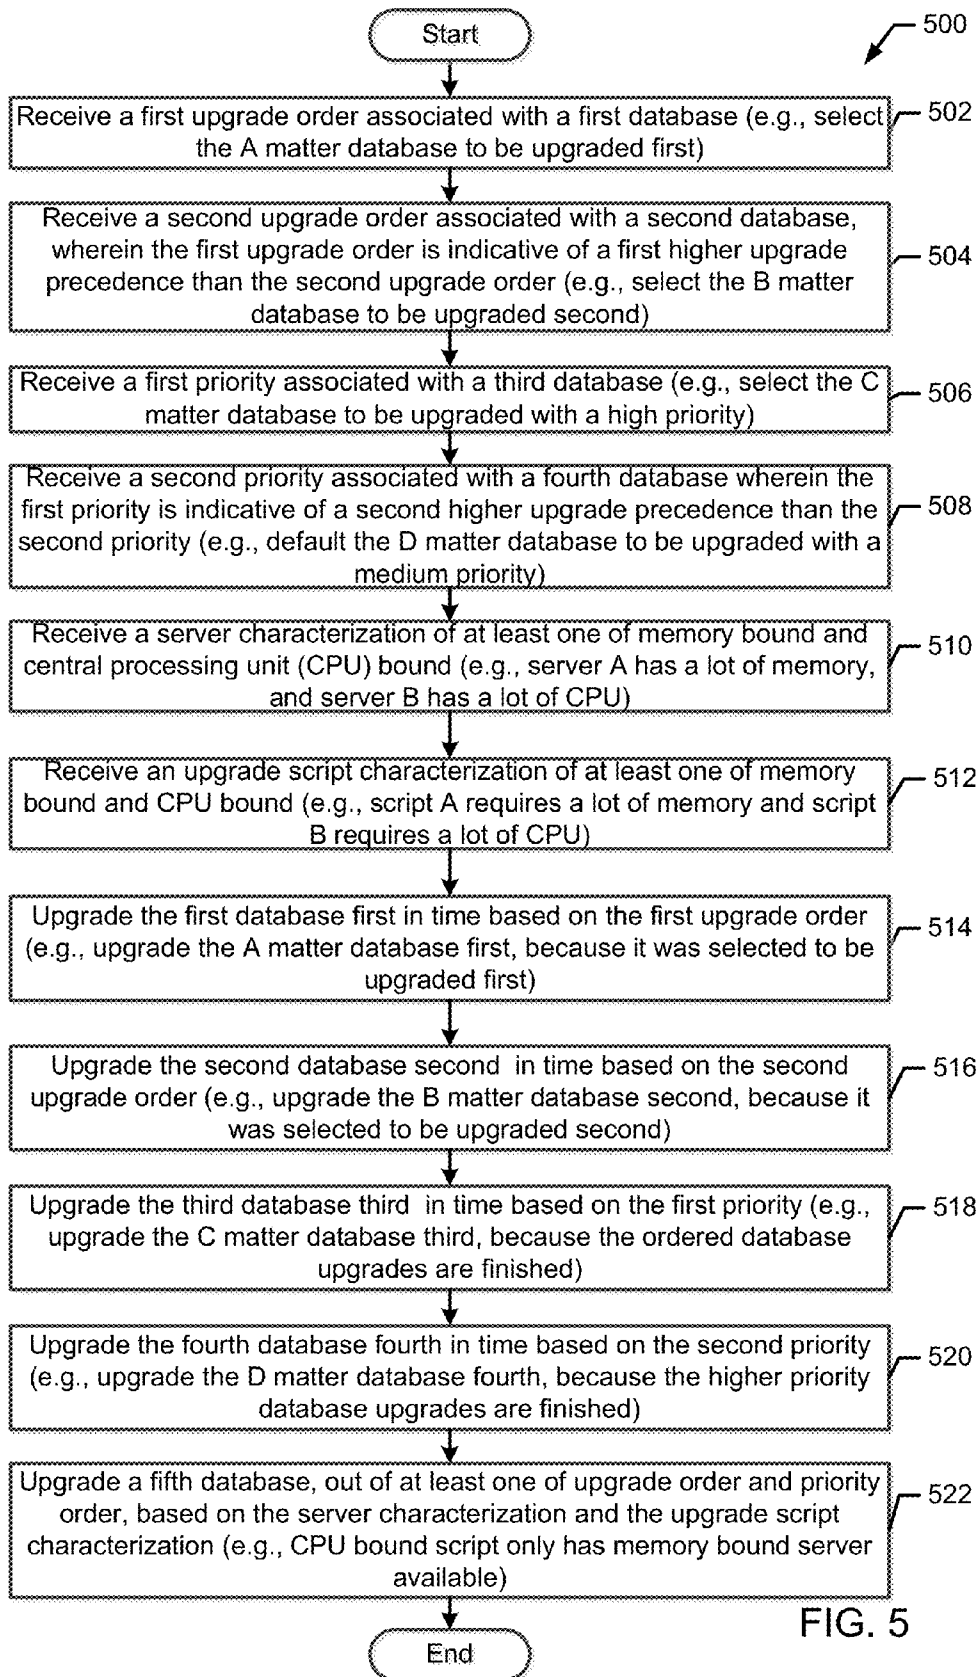 Start
500
Receive a first upgrade order associated with a first database (e.g., select
the A matter database to be upgraded first)
502
Receive a second upgrade order associated with a second database,
wherein the first upgrade order is indicative of a first higher upgrade
precedence than the second upgrade order (e.g., select the B matter
database to be upgraded second)
504
Receive a first priority associated with a third database (e.g., select the C
matter database to be upgraded with a high priority)
506
Receive a second priority associated with a fourth database wherein the
first priority is indicative of a second higher upgrade precedence than the
second priority (e.g., default the D matter database to be upgraded with a
medium priority)
508
Receive a server characterization of at least one of memory bound and
central processing unit (CPU) bound (e.g., server A has a lot of memory,
and server B has a lot of CPU)
510
Receive an upgrade script characterization of at least one of memory
bound and CPU bound (e.g., script A requires a lot of memory and script
B requires a lot of CPU)
512
Upgrade the first database first in time based on the first upgrade order
(e.g., upgrade the A matter database first, because it was selected to be
upgraded first)
514
Upgrade the second database second in time based on the second
upgrade order (e.g., upgrade the B matter database second, because it
was selected to be upgraded second)
516
Upgrade the third database third in time based on the first priority (e.g.,
upgrade the C matter database third, because the ordered database
upgrades are finished)
518
Upgrade the fourth database fourth in time based on the second priority
(e.g., upgrade the D matter database fourth, because the higher priority
database upgrades are finished)
520
Upgrade a fifth database, out of at least one of upgrade order and priority
order, based on the server characterization and the upgrade script
characterization (e.g., CPU bound script only has memory bound server
available)
522
FIG. 5
End